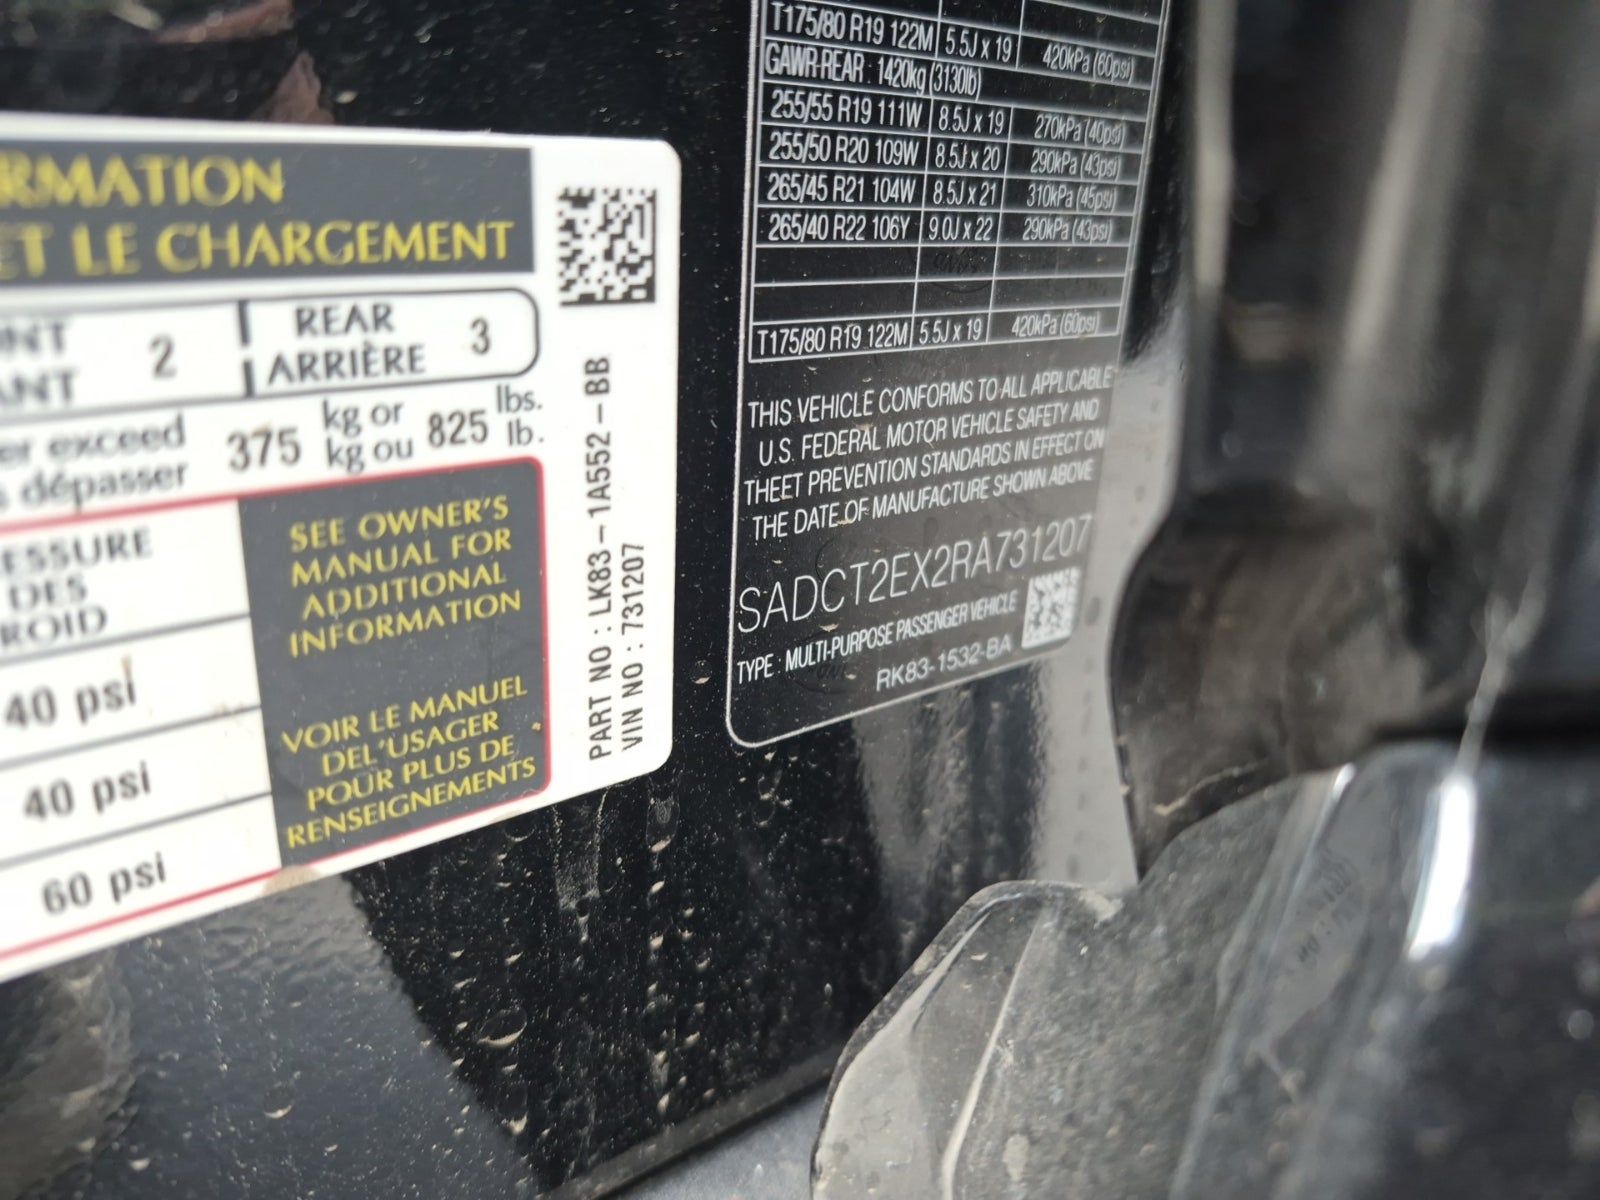 RMATION
ET LE CHARGEMENT
2
REAR
ARRIÈRE
3
ANT
exceed
dépasser
375
kg or
kg ou
825
lbs.
lb.
ESSURE
DES
ROID
40 psi
40 psi
60 psi
SEE OWNER'S
MANUAL FOR
ADDITIONAL
INFORMATION
VOIR LE MANUEL
DEL'USAGER
POUR PLUS DE
RENSEIGNEMENTS
PART NO : LK83-1A552-BB
VIN NO : 731207
T175/80 R19 122M 5.5J x 19 420kPa (60psi)
GAWR-REAR : 1420kg (3130lb)
255/55 R19 111W 8.5J x 19 270kPa (40psi)
255/50 R20 109W 8.5J x 20 290kPa (43psi)
265/45 R21 104W 8.5J x 21 310kPa (45psi)
265/40 R22 106Y 9.0J x 22 290kPa (43psi)
T175/80 R19 122M 5.5J x 19 420kPa (60psi)
THIS VEHICLE CONFORMS TO ALL APPLICABLE
U.S. FEDERAL MOTOR VEHICLE SAFETY AND
THEFT PREVENTION STANDARDS IN EFFECT ON
THE DATE OF MANUFACTURE SHOWN ABOVE
SADCT2EX2RA731207
TYPE : MULTI-PURPOSE PASSENGER VEHICLE
RK83-1532-BA